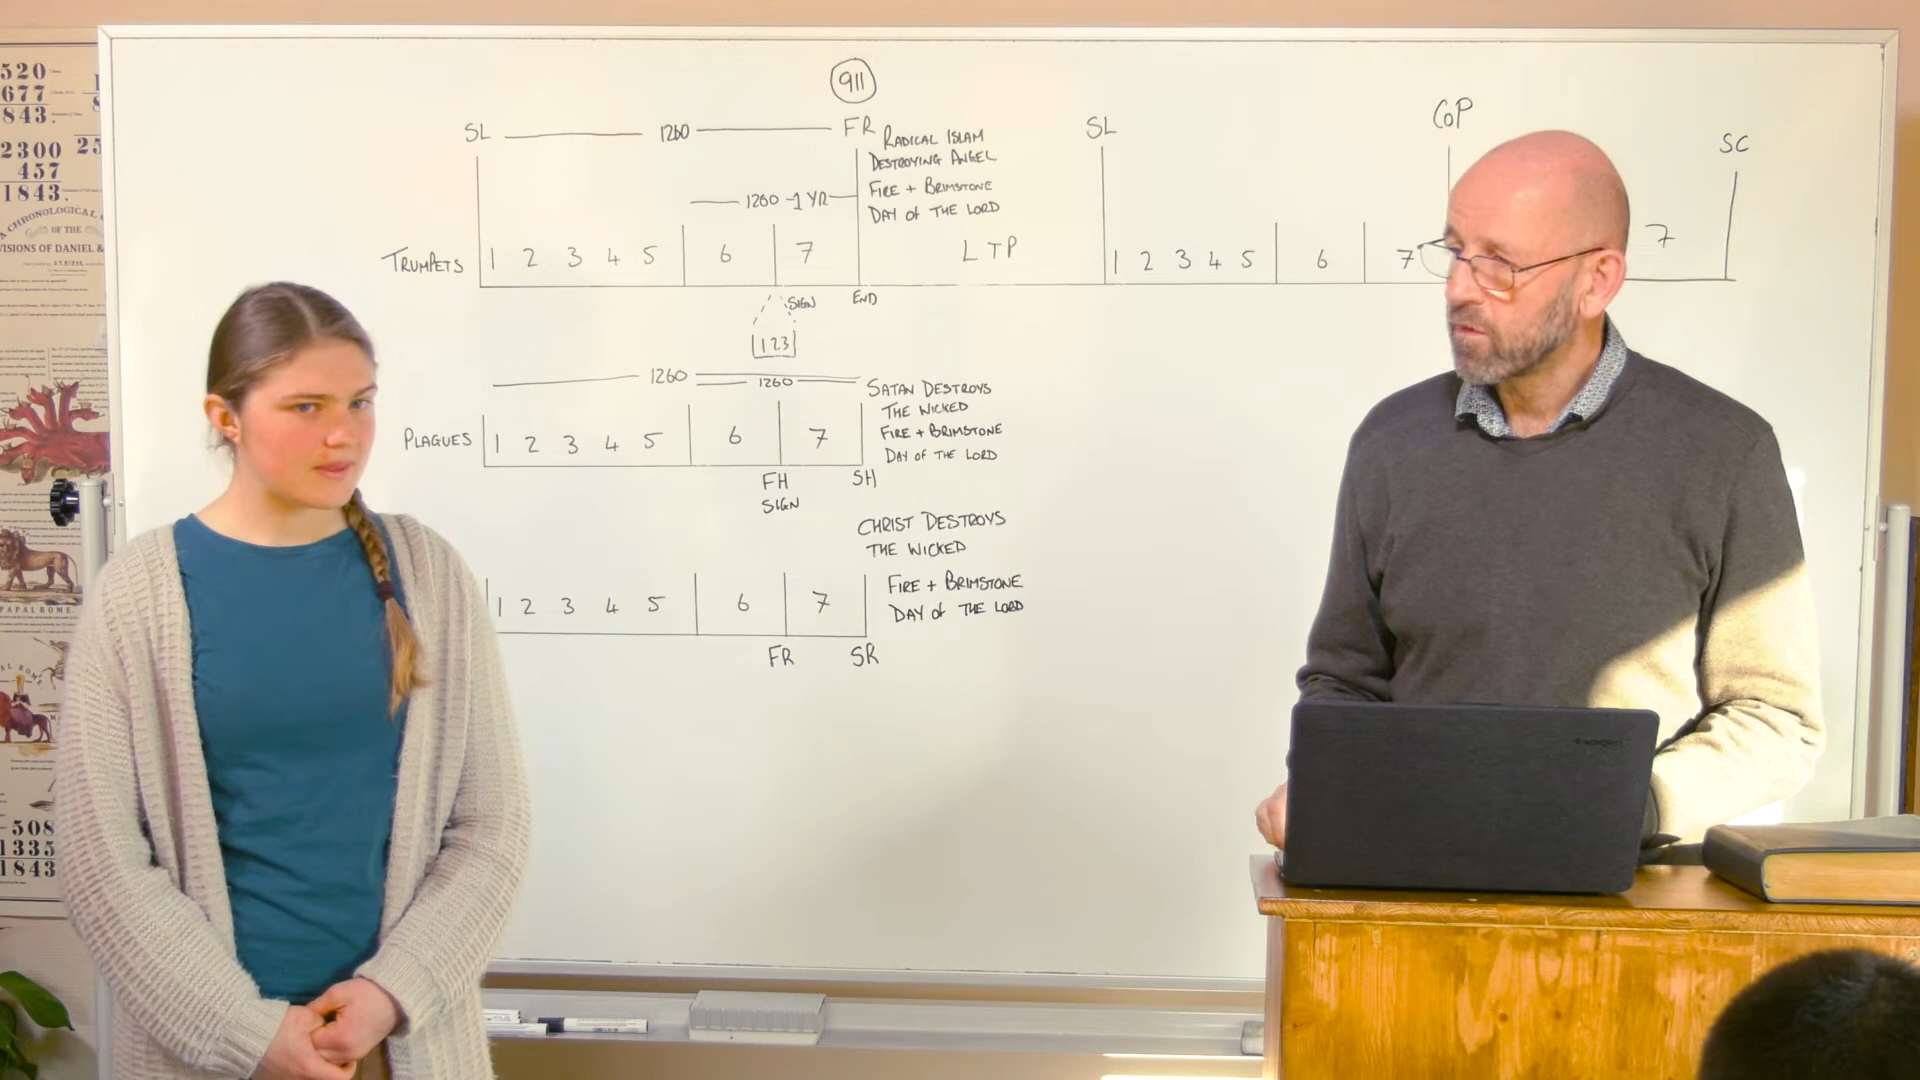 911
SL 1260 FR
RADICAL ISLAM
DESTROYING ANGEL
FIRE + BRIMSTONE
DAY OF THE LORD
1260 -1 YR
TRUMPETS 1 2 3 4 5 6 7
SIGN END
123
LTP
SL CoP SC
1 2 3 4 5 6 7 7
1260 1260
SATAN DESTROYS
THE WICKED
FIRE + BRIMSTONE
DAY OF THE LORD
PLAGUES 1 2 3 4 5 6 7
FH SH
SIGN
CHRIST DESTROYS
THE WICKED
FIRE + BRIMSTONE
DAY OF THE LORD
1 2 3 4 5 6 7
FR SR
520
677
843.
2300
457
1843.
25
A CHRONOLOGICAL
OF THE
VISIONS OF DANIEL &
PAPAL ROME.
508
1335
1843